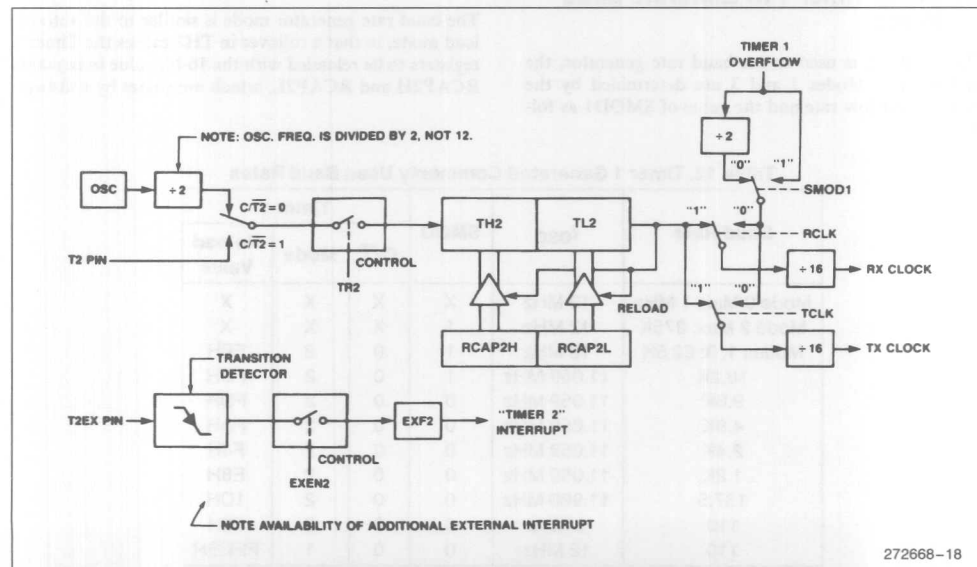 TIMER 1
OVERFLOW
÷ 2
NOTE: OSC. FREQ. IS DIVIDED BY 2, NOT 12.
"0"
"1"
OSC
÷ 2
SMOD1
C/T2̅ = 0
TH2
TL2
"1"
"0"
C/T2̅ = 1
RCLK
T2 PIN
CONTROL
÷ 16
RX CLOCK
TR2
"1"
"0"
RELOAD
TCLK
RCAP2H
RCAP2L
÷ 16
TX CLOCK
TRANSITION
DETECTOR
T2EX PIN
EXF2
"TIMER 2"
INTERRUPT
CONTROL
EXEN2
NOTE AVAILABILITY OF ADDITIONAL EXTERNAL INTERRUPT
272668–18